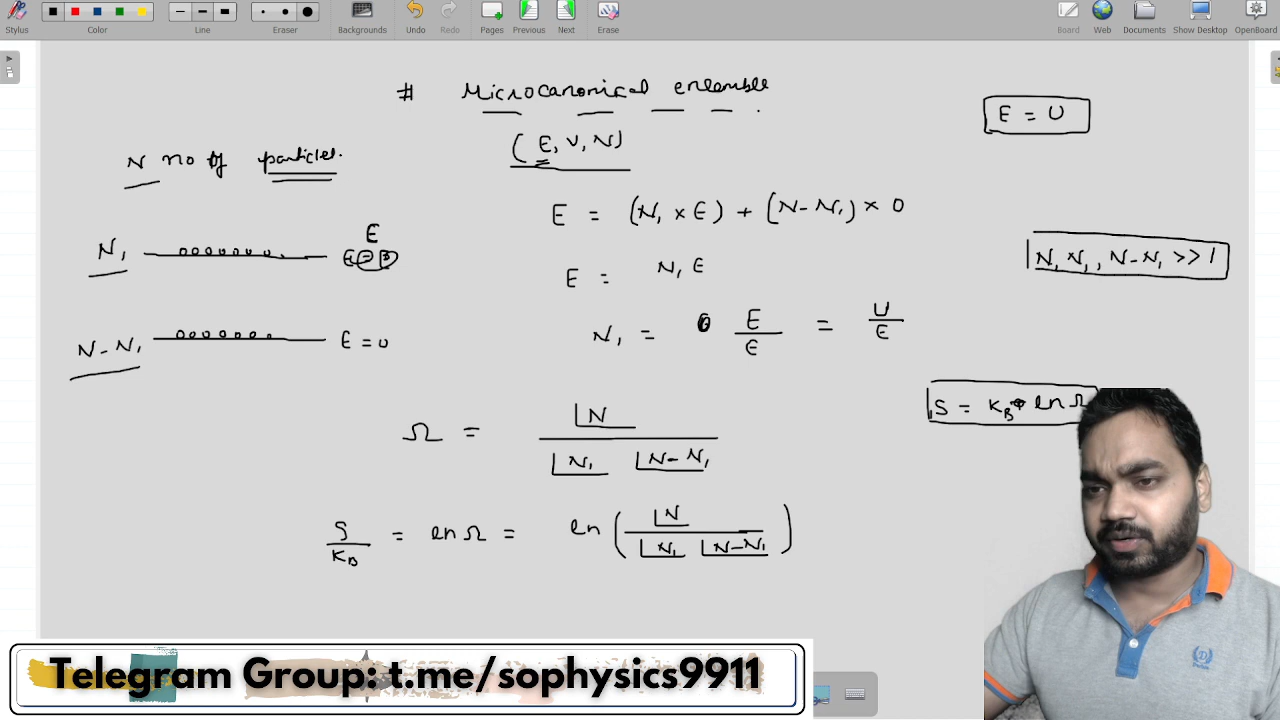 Stylus Color Line Eraser Backgrounds Undo Redo Pages Previous Next Erase Board Web Documents Show Desktop OpenBoard
# Microcanonical ensemble
E = U
(E, V, N)
N no of particles.
E = (N₁ × ϵ) + (N - N₁) × 0
N₁
E
N, N₁, N - N₁ >> 1
E = N₁ ϵ
N₁ = E/ϵ = U/ϵ
N - N₁ E = 0
S = K_B ln Ω
Ω = ⌊N / ⌊N₁ ⌊N - N₁
S/K_B = ln Ω = ln (⌊N / ⌊N₁ ⌊N - N₁)
Telegram Group: t.me/sophysics9911